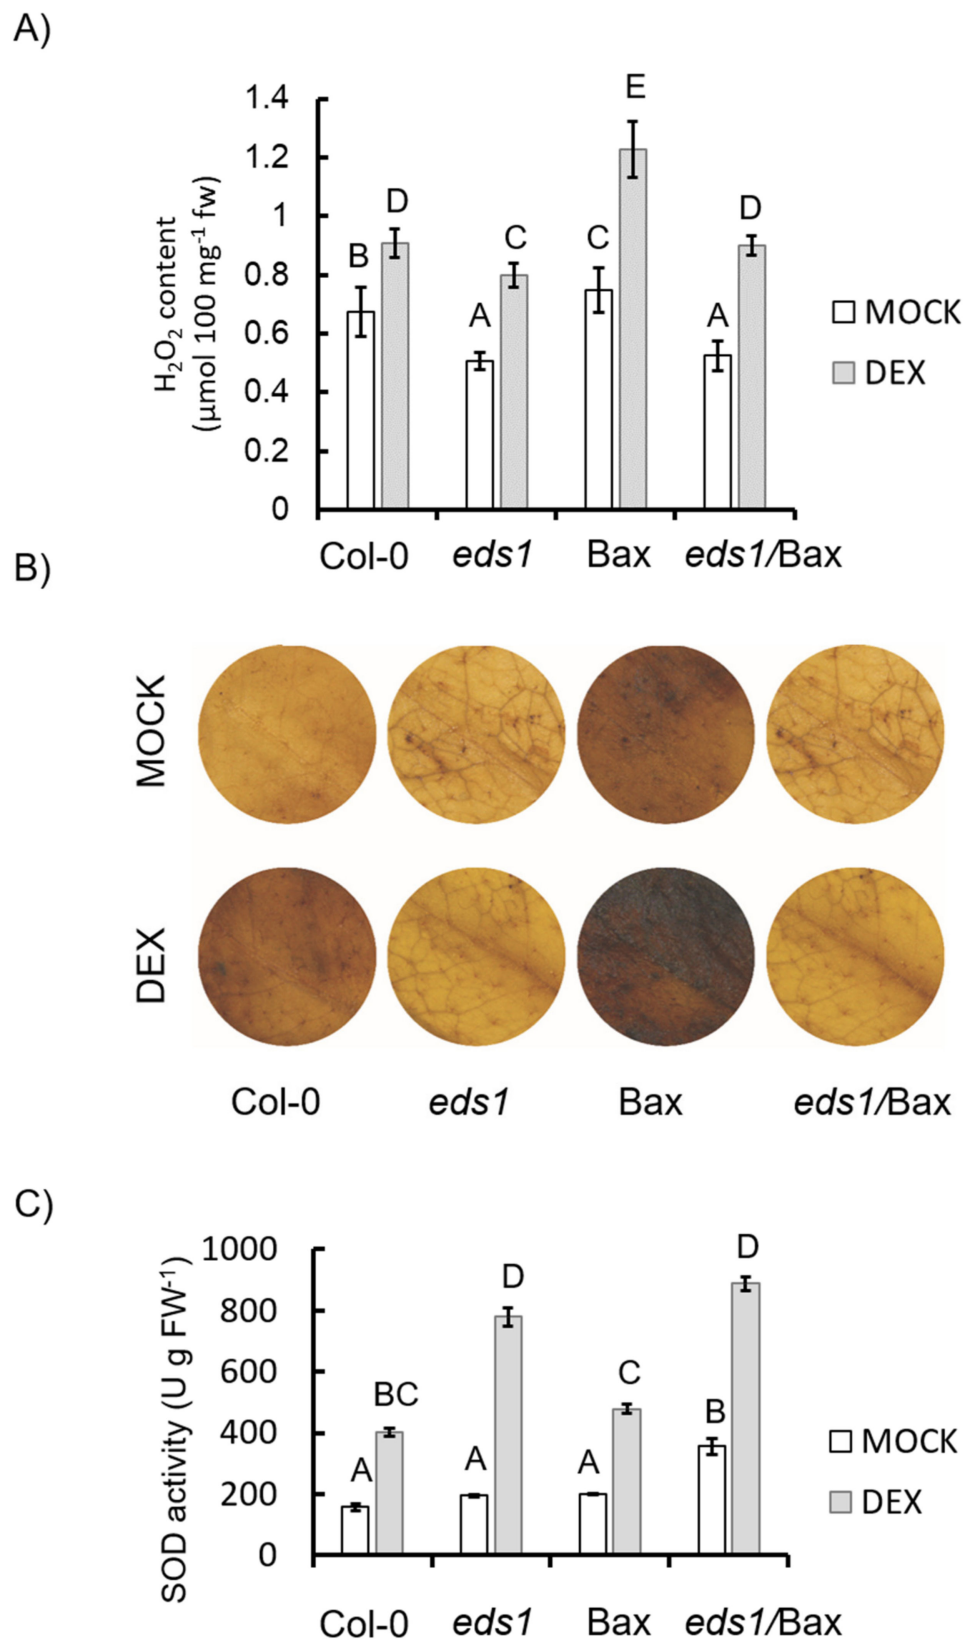 A)
H₂O₂ content
(µmol 100 mg⁻¹ fw)
1.4
1.2
1
0.8
0.6
0.4
0.2
0
B
D
A
C
C
E
A
D
MOCK
DEX
Col-0
eds1
Bax
eds1/Bax
B)
MOCK
DEX
Col-0
eds1
Bax
eds1/Bax
C)
SOD activity (U g FW⁻¹)
1000
800
600
400
200
0
A
BC
A
D
A
C
B
D
MOCK
DEX
Col-0
eds1
Bax
eds1/Bax